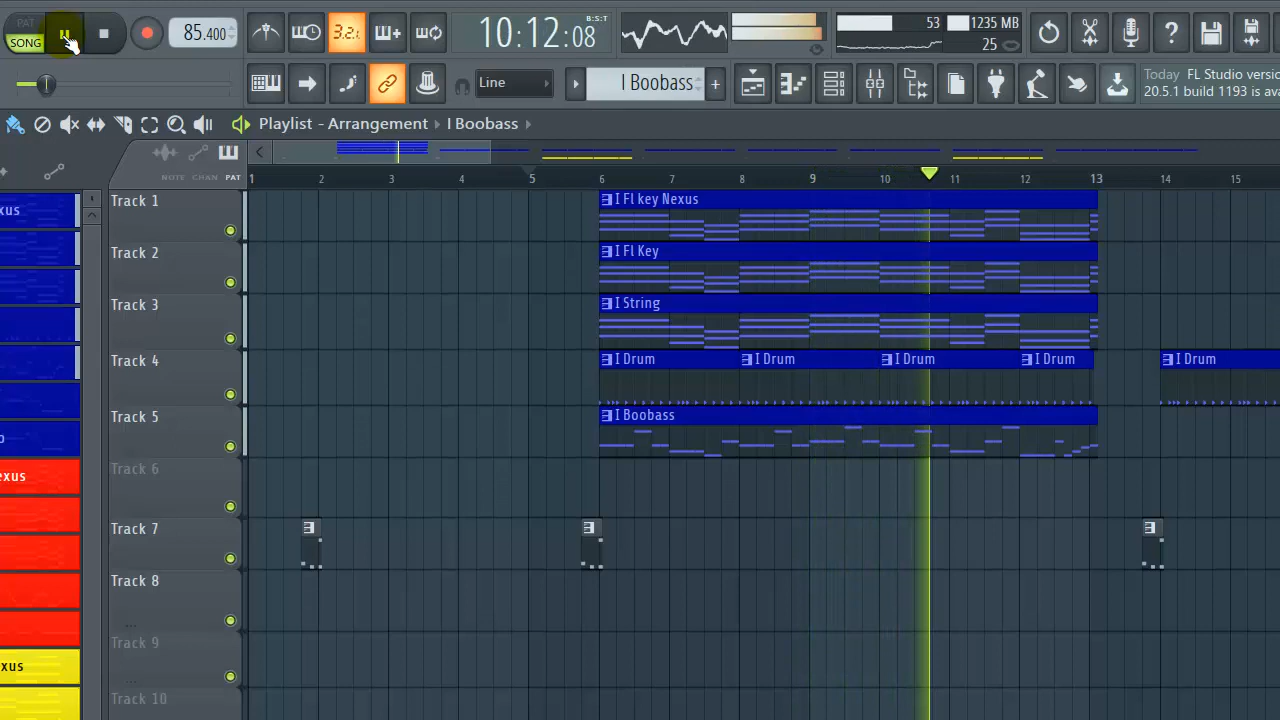 PAT
SONG
85.400
3.2.
10:12:08
B:S:T
53
1235 MB
25
Line
I Boobass
Today FL Studio versio
20.5.1 build 1193 is ava
Playlist - Arrangement I Boobass
NOTE CHAN PAT
1 2 3 4 5 6 7 8 9 10 11 12 13 14 15
xus
Track 1
I Fl key Nexus
Track 2
I Fl Key
Track 3
I String
Track 4
I Drum I Drum I Drum I Drum I Drum
Track 5
I Boobass
o
Track 6
exus
Track 7
Track 8
...
Track 9
xus
...
Track 10